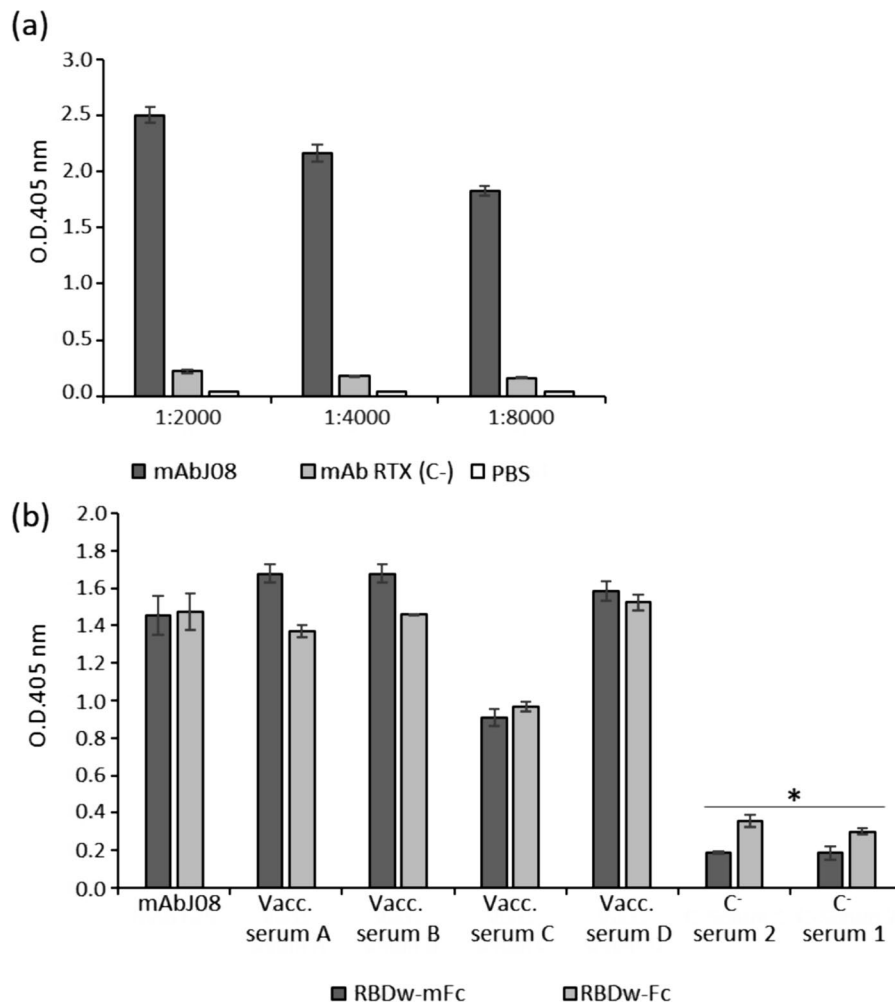 (a)
3.0
2.5
2.0
1.5
1.0
0.5
0.0
O.D.405 nm
1:2000 1:4000 1:8000
mAbJ08 mAb RTX (C-) PBS
(b)
2.0
1.8
1.6
1.4
1.2
1.0
0.8
0.6
0.4
0.2
0.0
O.D.405 nm
*
mAbJ08 Vacc. Vacc. Vacc. Vacc. C⁻ C⁻
serum A serum B serum C serum D serum 2 serum 1
RBDw-mFc RBDw-Fc